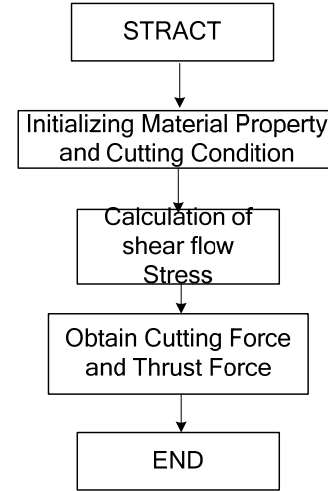 STRACT
Initializing Material Property
and Cutting Condition
Calculation of
shear flow
Stress
Obtain Cutting Force
and Thrust Force
END